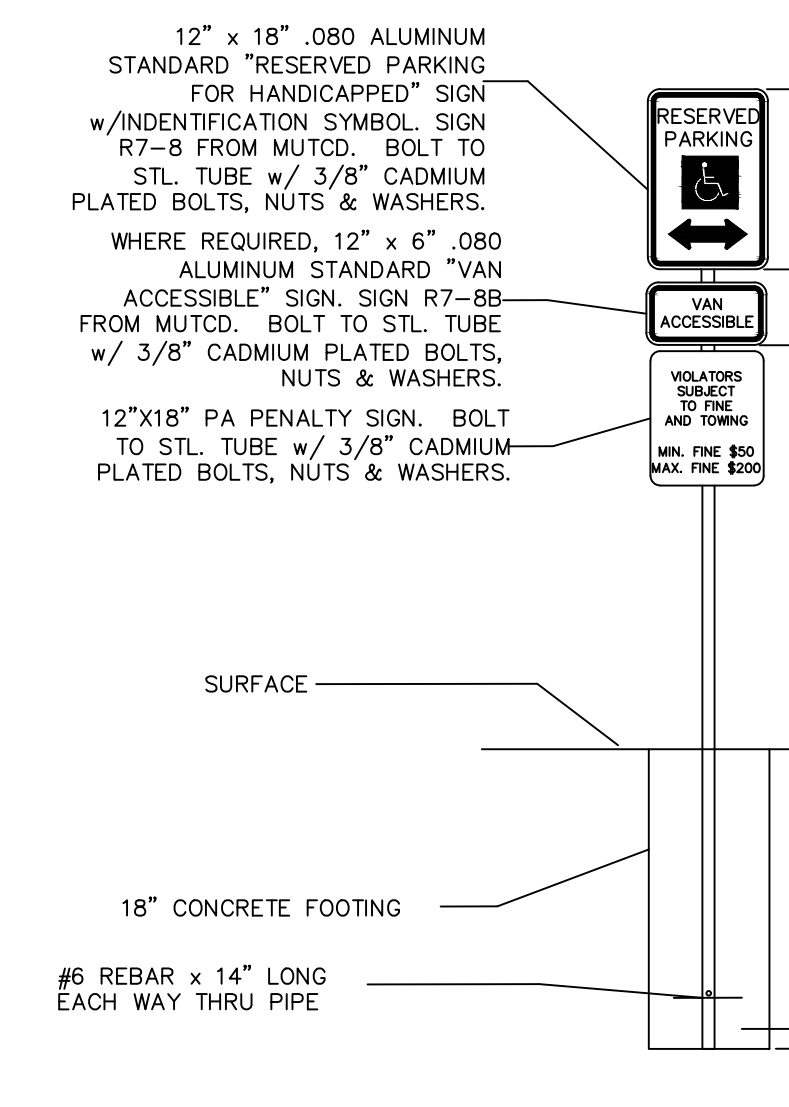 12” x 18” .080 ALUMINUM
STANDARD ”RESERVED PARKING
FOR HANDICAPPED” SIGN
w/INDENTIFICATION SYMBOL. SIGN
R7-8 FROM MUTCD. BOLT TO
STL. TUBE w/ 3/8” CADMIUM
PLATED BOLTS, NUTS & WASHERS.
WHERE REQUIRED, 12” x 6” .080
ALUMINUM STANDARD ”VAN
ACCESSIBLE” SIGN. SIGN R7-8B
FROM MUTCD. BOLT TO STL. TUBE
w/ 3/8” CADMIUM PLATED BOLTS,
NUTS & WASHERS.
12”X18” PA PENALTY SIGN. BOLT
TO STL. TUBE w/ 3/8” CADMIUM
PLATED BOLTS, NUTS & WASHERS.
RESERVED
PARKING
VAN
ACCESSIBLE
VIOLATORS
SUBJECT
TO FINE
AND TOWING
MIN. FINE $50
MAX. FINE $200
SURFACE
18” CONCRETE FOOTING
#6 REBAR x 14” LONG
EACH WAY THRU PIPE